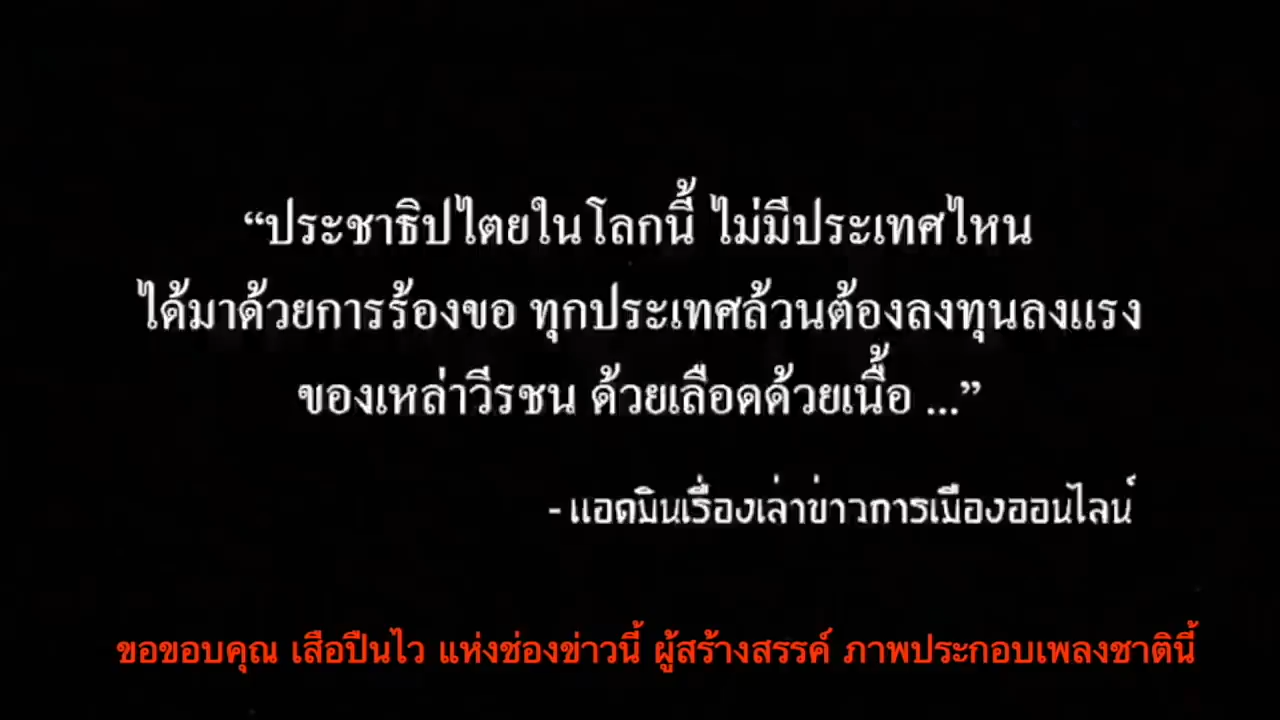 “ประชาธิปไตยในโลกนี้ ไม่มีประเทศไหน
ได้มาด้วยการร้องขอ ทุกประเทศล้วนต้องลงทุนลงแรง
ของเหล่าวีรชน ด้วยเลือดด้วยเนื้อ ...”
- แอดมินเรื่องเล่าข่าวการเมืองออนไลน์
ขอขอบคุณ เสือปืนไว แห่งช่องข่าวนี้ ผู้สร้างสรรค์ ภาพประกอบเพลงชาตินี้